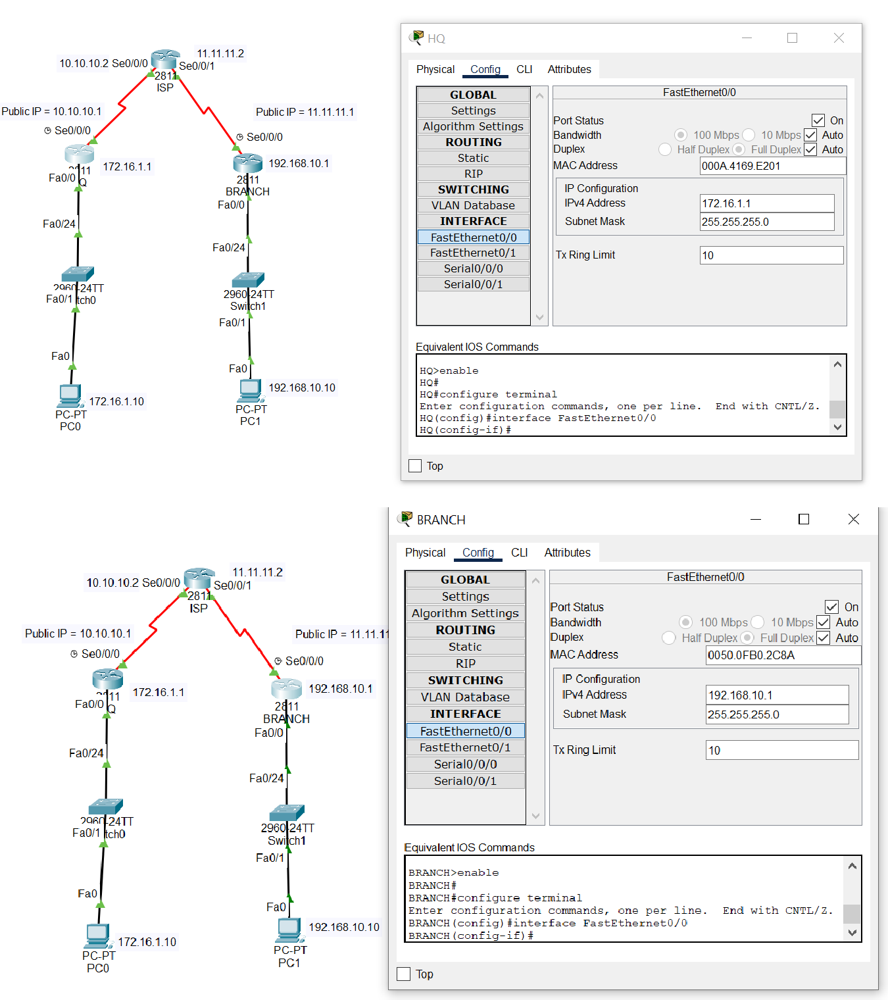 11.11.11.2
10.10.10.2 Se0/0/0
Se0/0/1
2811
ISP
Public IP = 10.10.10.1
Public IP = 11.11.11.1
Se0/0/0
Se0/0/0
172.16.1.1
192.168.10.1
Fa0/0
2811
BRANCH
Fa0/0
Fa0/24
Fa0/24
2960-24TT
Fa0/1
2960-24TT
Switch1
Fa0/1
Fa0
Fa0
172.16.1.10
192.168.10.10
PC-PT
PC0
PC-PT
PC1
HQ
Physical Config CLI Attributes
GLOBAL
Settings
Algorithm Settings
ROUTING
Static
RIP
SWITCHING
VLAN Database
INTERFACE
FastEthernet0/0
FastEthernet0/1
Serial0/0/0
Serial0/0/1
FastEthernet0/0
Port Status On
Bandwidth 100 Mbps 10 Mbps Auto
Duplex Half Duplex Full Duplex Auto
MAC Address 000A.4169.E201
IP Configuration
IPv4 Address 172.16.1.1
Subnet Mask 255.255.255.0
Tx Ring Limit 10
Equivalent IOS Commands
HQ>enable
HQ#
HQ#configure terminal
Enter configuration commands, one per line. End with CNTL/Z.
HQ(config)#interface FastEthernet0/0
HQ(config-if)#
Top
11.11.11.2
10.10.10.2 Se0/0/0
Se0/0/1
2811
ISP
Public IP = 10.10.10.1
Public IP = 11.11.11
Se0/0/0
Se0/0/0
172.16.1.1
192.168.10.1
Fa0/0
2811
BRANCH
Fa0/0
Fa0/24
Fa0/24
2960-24TT
Fa0/1
2960-24TT
Switch1
Fa0/1
Fa0
Fa0
172.16.1.10
192.168.10.10
PC-PT
PC0
PC-PT
PC1
BRANCH
Physical Config CLI Attributes
GLOBAL
Settings
Algorithm Settings
ROUTING
Static
RIP
SWITCHING
VLAN Database
INTERFACE
FastEthernet0/0
FastEthernet0/1
Serial0/0/0
Serial0/0/1
FastEthernet0/0
Port Status On
Bandwidth 100 Mbps 10 Mbps Auto
Duplex Half Duplex Full Duplex Auto
MAC Address 0050.0FB0.2C8A
IP Configuration
IPv4 Address 192.168.10.1
Subnet Mask 255.255.255.0
Tx Ring Limit 10
Equivalent IOS Commands
BRANCH>enable
BRANCH#
BRANCH#configure terminal
Enter configuration commands, one per line. End with CNTL/Z.
BRANCH(config)#interface FastEthernet0/0
BRANCH(config-if)#
Top